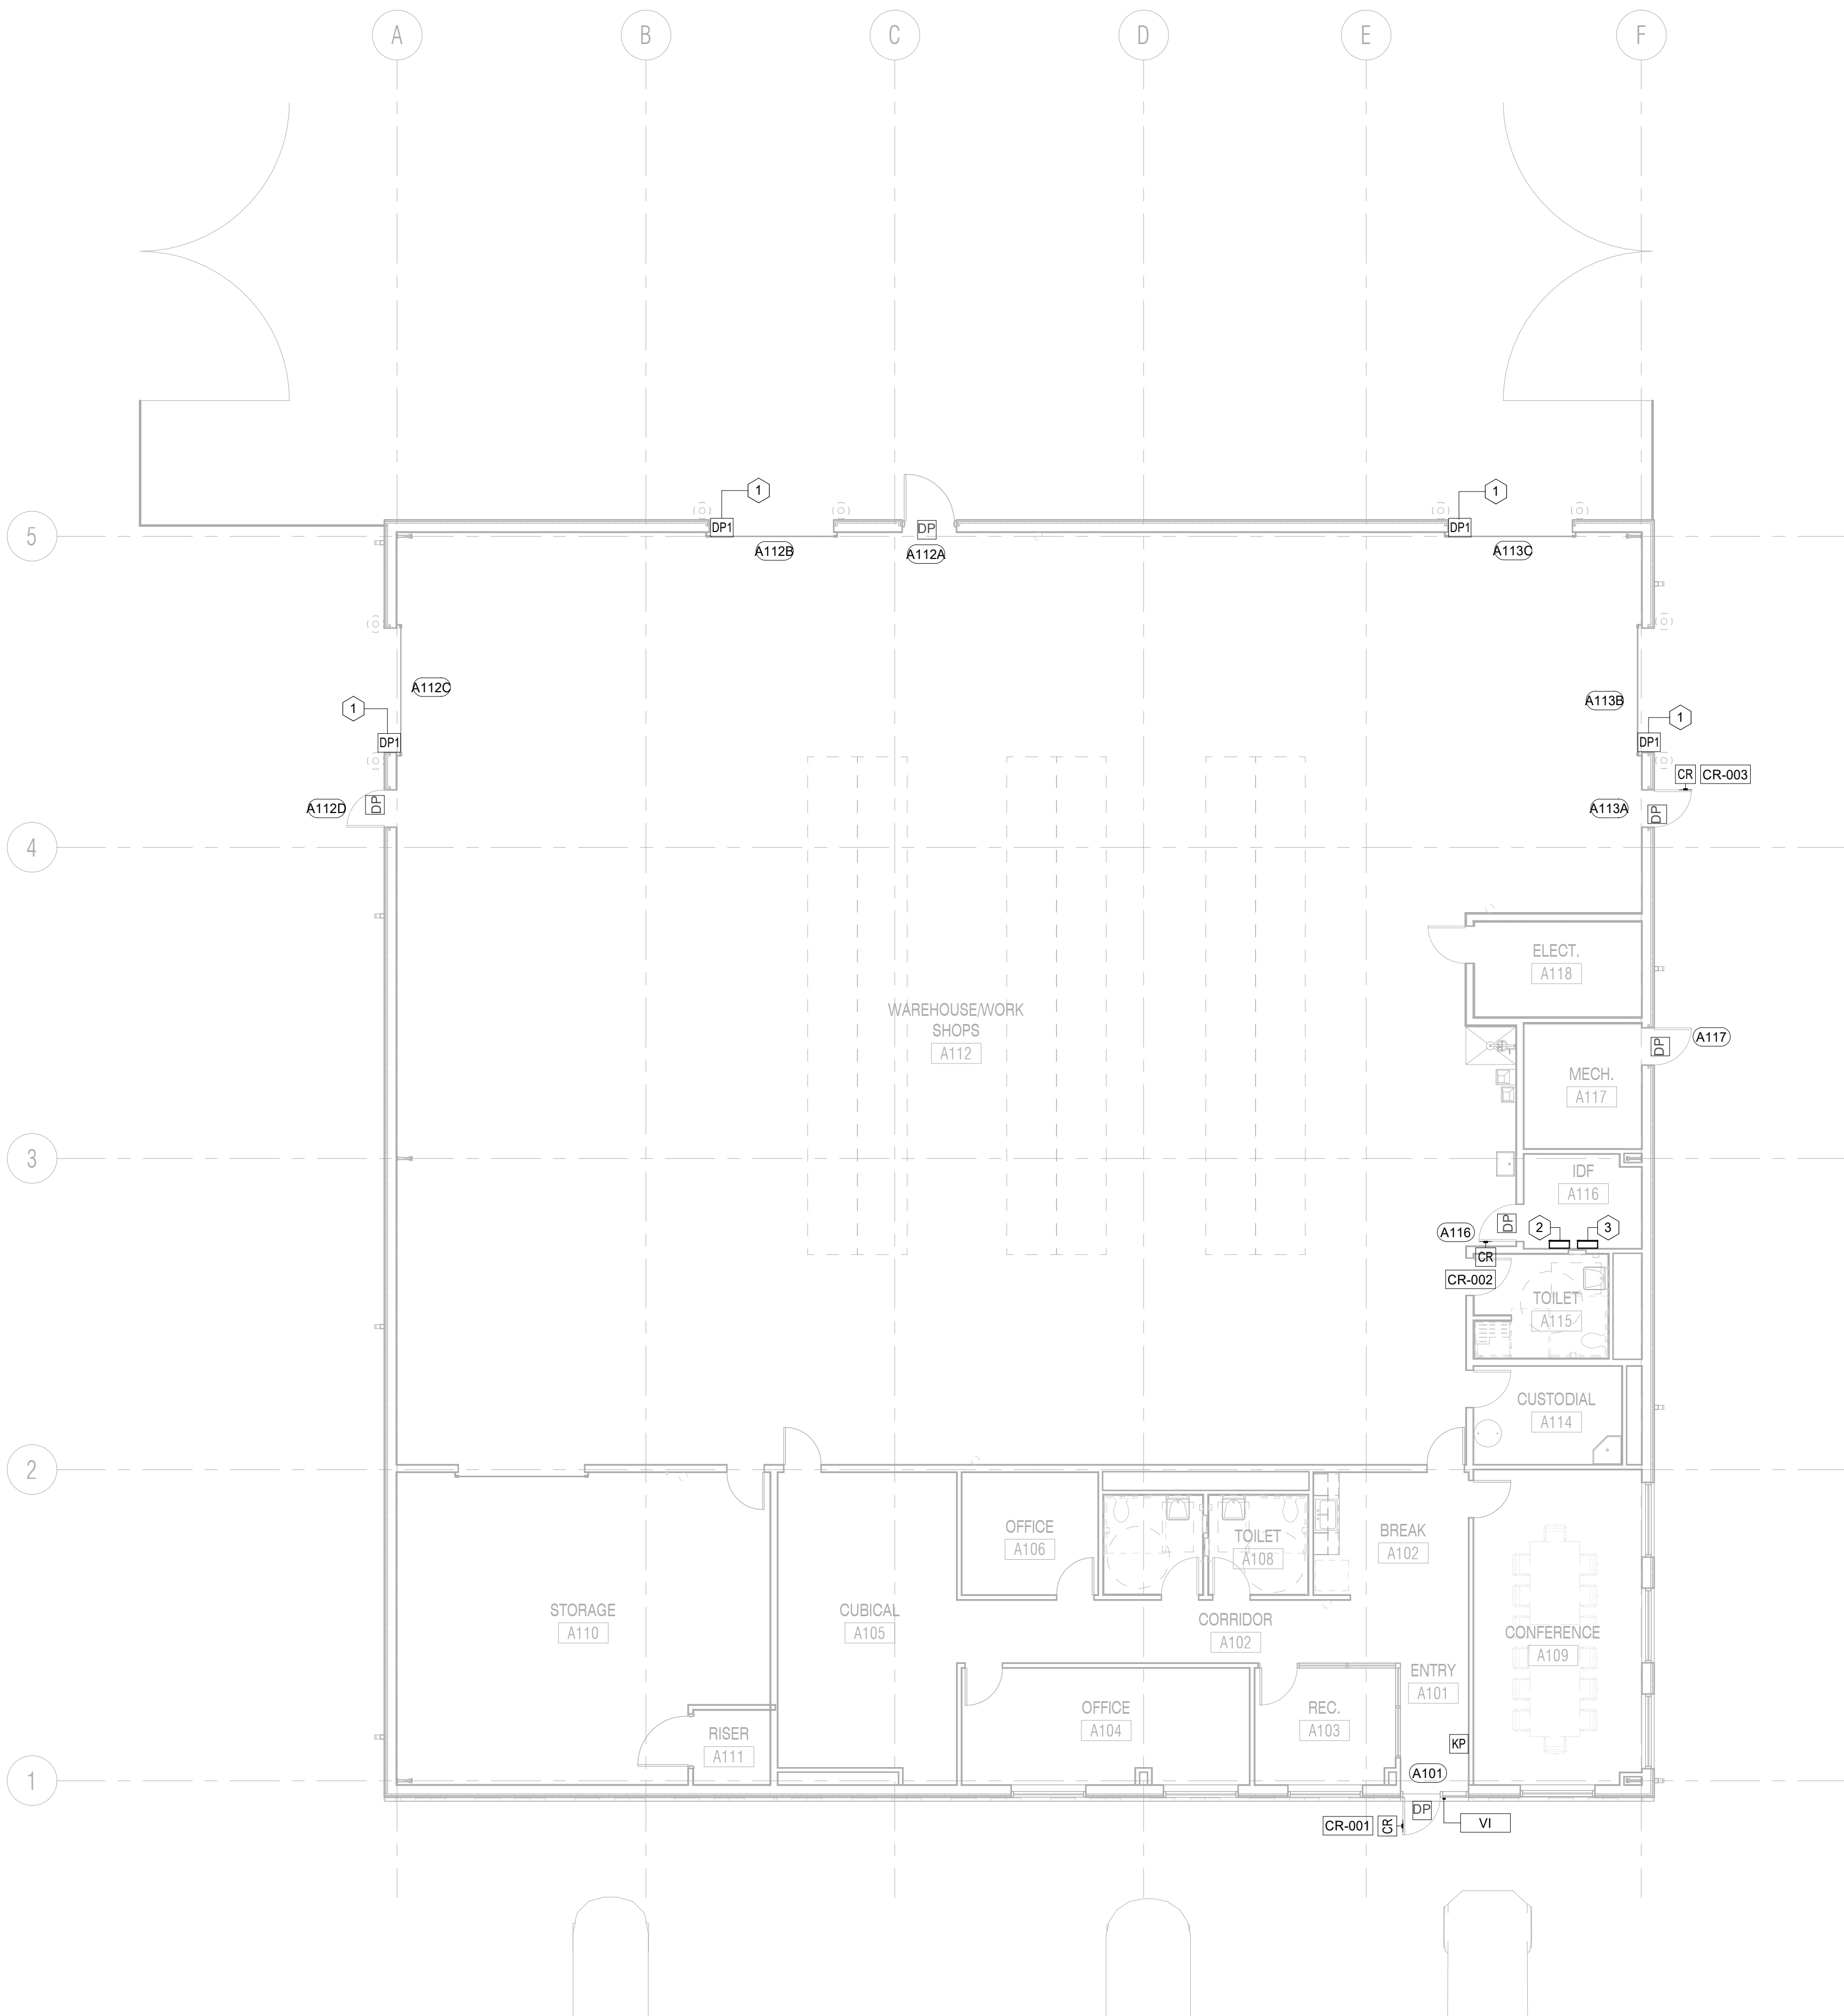 A
B
C
D
E
F
1
1
5
DP1
DP
DP1
A112B
A112A
A113C
A112C
A113B
1
1
DP1
DP1
CR
CR-003
A112D
DP
A113A
DP
4
ELECT.
A118
WAREHOUSE/WORK
SHOPS
A112
A117
DP
MECH.
A117
3
IDF
A116
A116
DP
2
3
CR
CR-002
TOILET
A115
CUSTODIAL
A114
2
OFFICE
A106
TOILET
A108
BREAK
A102
STORAGE
A110
CUBICAL
A105
CORRIDOR
A102
CONFERENCE
A109
ENTRY
A101
OFFICE
A104
REC.
A103
RISER
A111
KP
1
A101
DP
CR-001
CR
VI